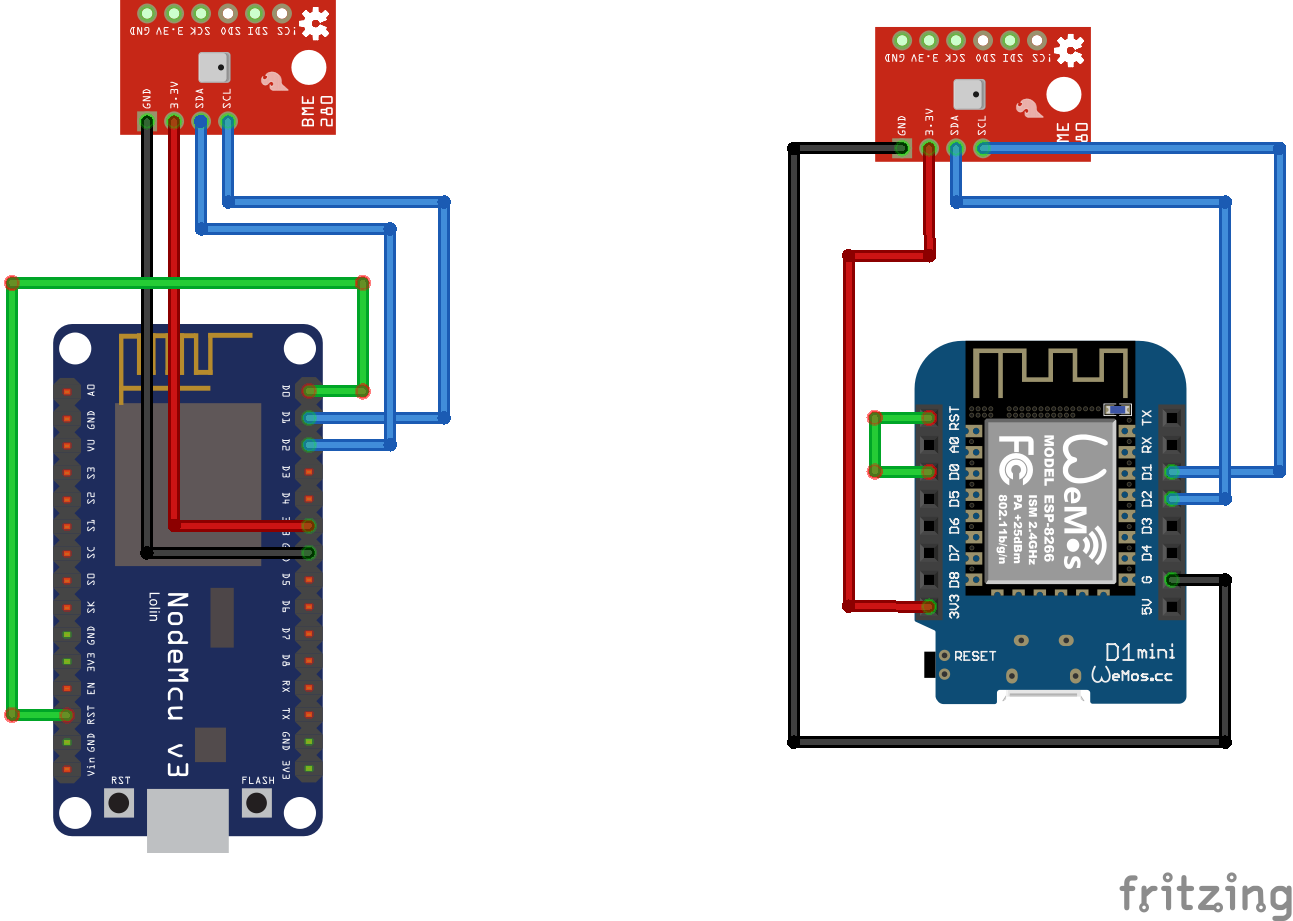 GND 3.3V SCK SDO SDI !CS
GND 3.3V SDA SCL
BME
280
A0
GND
VU
S3
S2
S1
SC
SO
SK
GND
3V3
EN
RST
GND
Vin
D0
D1
D2
D3
D4
D5
D6
D7
D8
RX
TX
GND
3V3
Lolin
NodeMcu v3
RST
FLASH
GND 3.3V SCK SDO SDI !CS
GND 3.3V SDA SCL
ME
80
RST
A0
D0
D5
D6
D7
D8
3V3
TX
RX
D1
D2
D3
D4
G
5V
WeMos
FC
MODEL ESP-8266
ISM 2.4GHz
PA +25dBm
802.11b/g/n
RESET
D1mini
WeMos.cc
fritzing